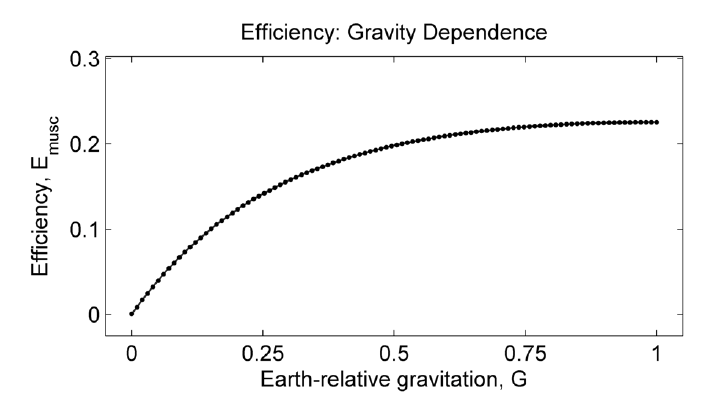 Efficiency: Gravity Dependence
0.3
0.2
0.1
0
Efficiency, E_musc
0 0.25 0.5 0.75 1
Earth-relative gravitation, G